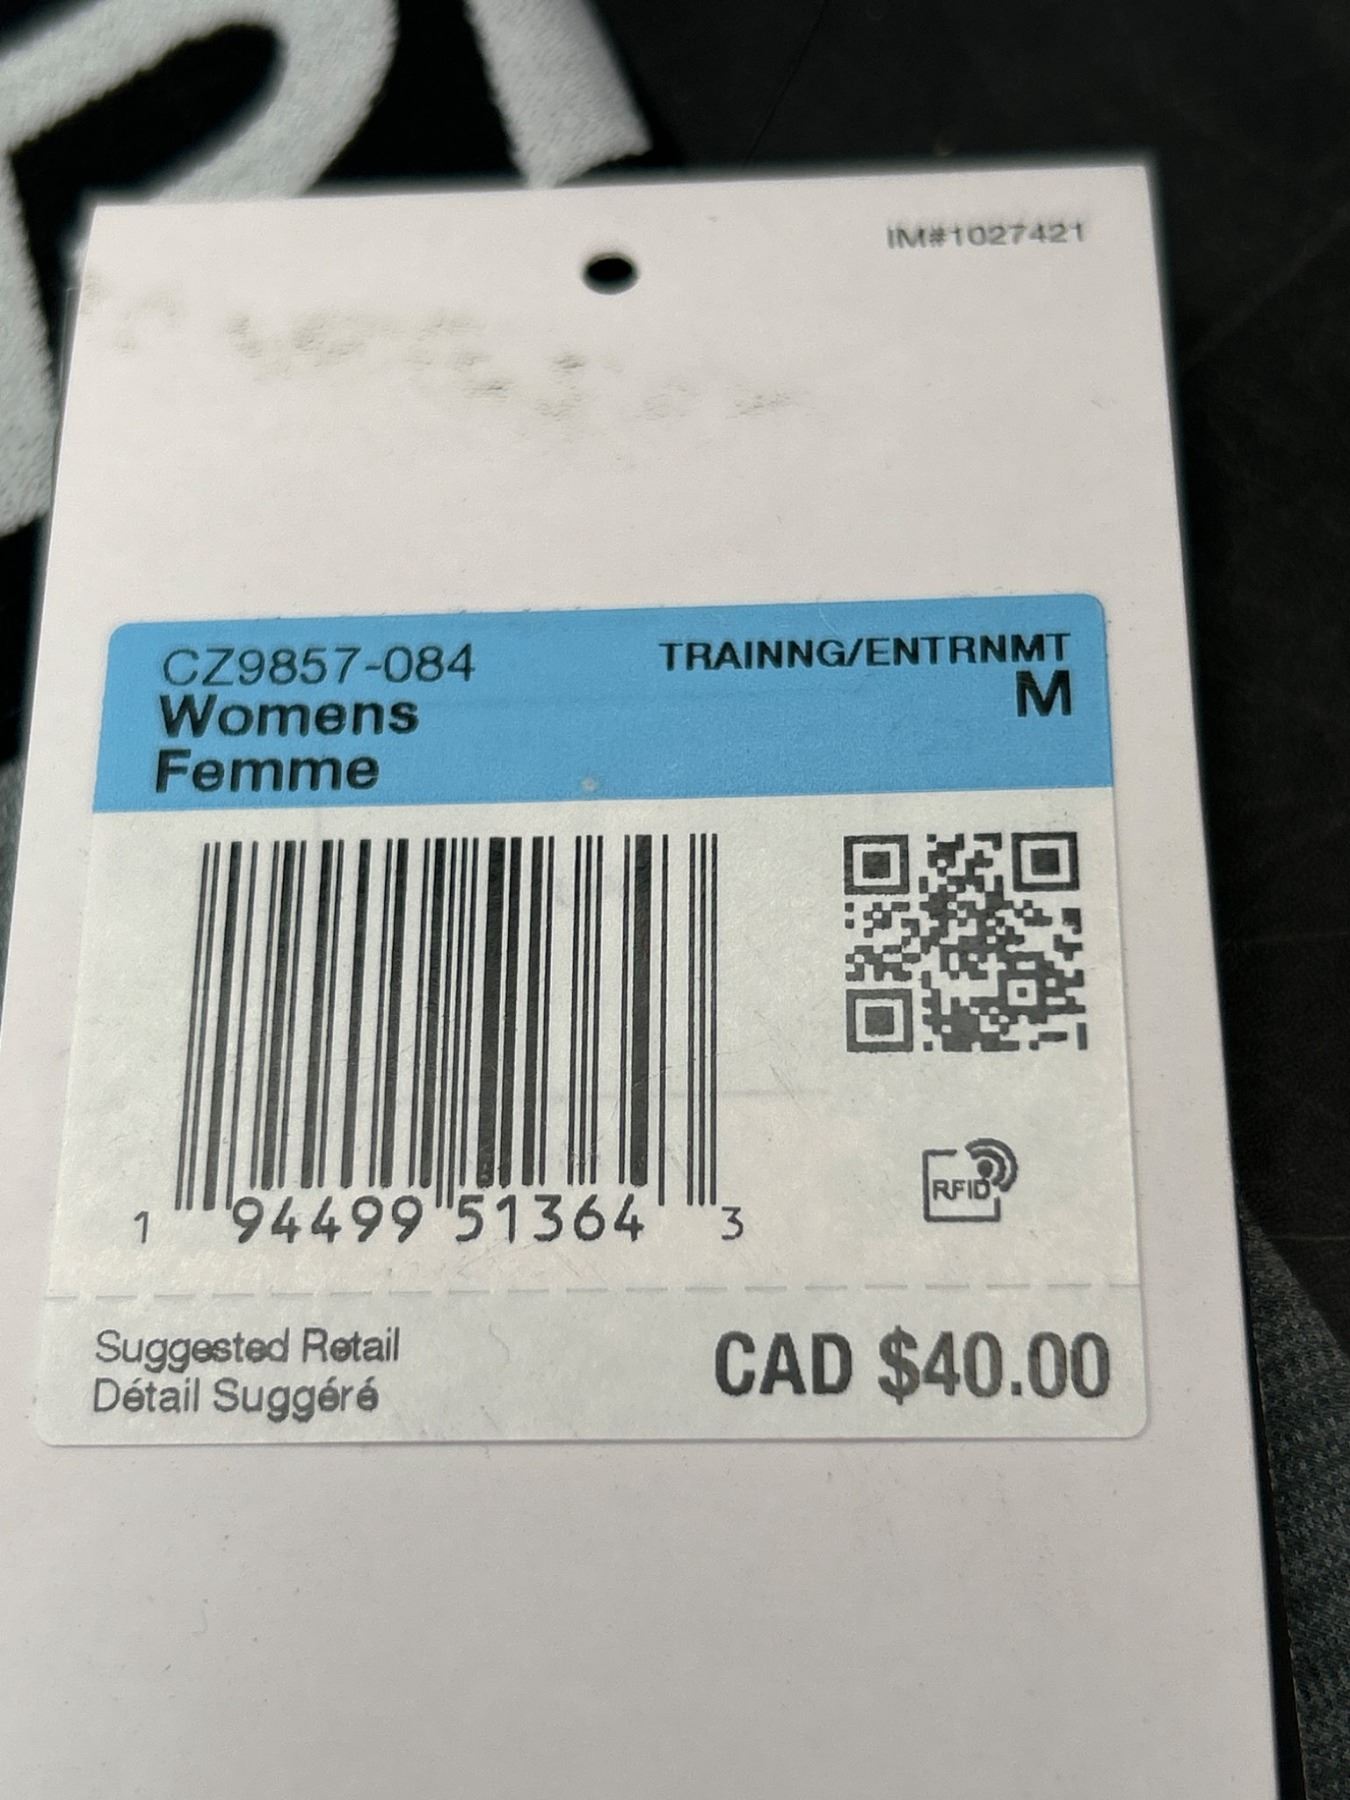 IM#1027421
CZ9857-084
TRAINNG/ENTRNMT
Womens
M
Femme
1 94499 51364 3
RFID
Suggested Retail
Détail Suggéré
CAD $40.00